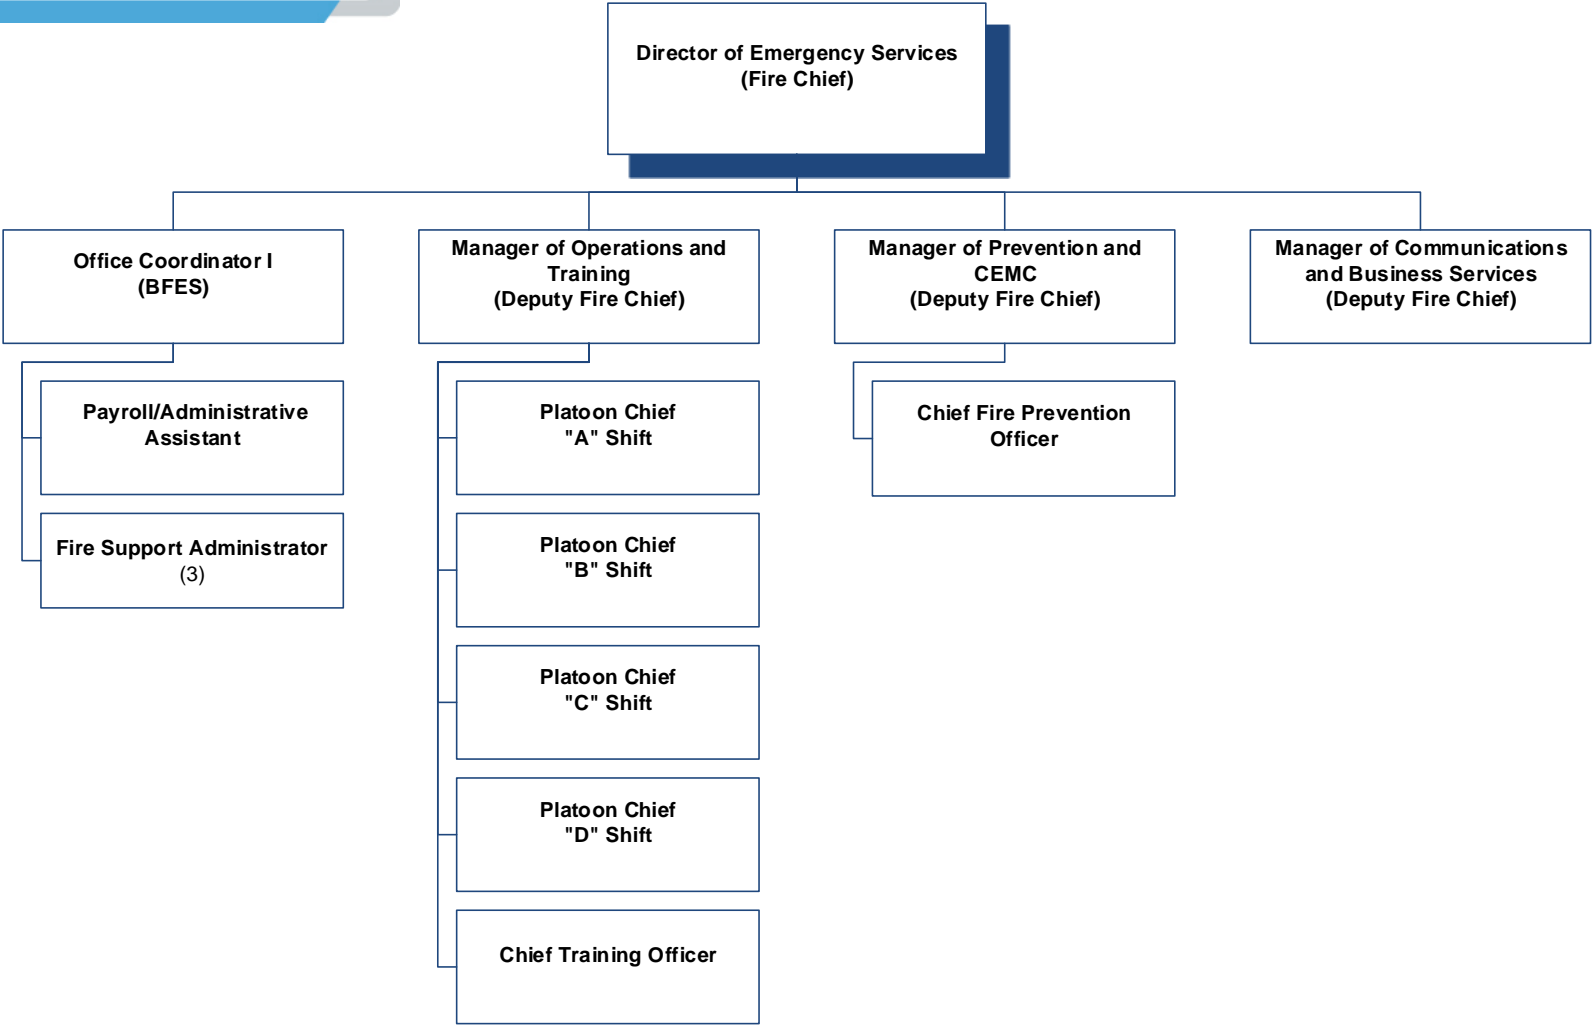 Director of Emergency Services
(Fire Chief)
Office Coordinator I
(BFES)
Manager of Operations and
Training
(Deputy Fire Chief)
Manager of Prevention and
CEMC
(Deputy Fire Chief)
Manager of Communications
and Business Services
(Deputy Fire Chief)
Payroll/Administrative
Assistant
Fire Support Administrator
(3)
Platoon Chief
"A" Shift
Platoon Chief
"B" Shift
Platoon Chief
"C" Shift
Platoon Chief
"D" Shift
Chief Training Officer
Chief Fire Prevention
Officer